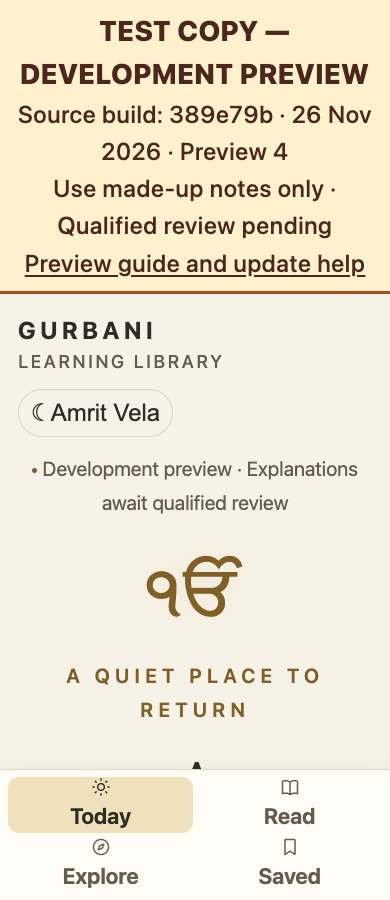 TEST COPY —
DEVELOPMENT PREVIEW
Source build: 389e79b · 26 Nov
2026 · Preview 4
Use made-up notes only ·
Qualified review pending
Preview guide and update help
GURBANI
LEARNING LIBRARY
☾ Amrit Vela
• Development preview · Explanations
await qualified review
ੴ
A QUIET PLACE TO
RETURN
Today
Read
Explore
Saved